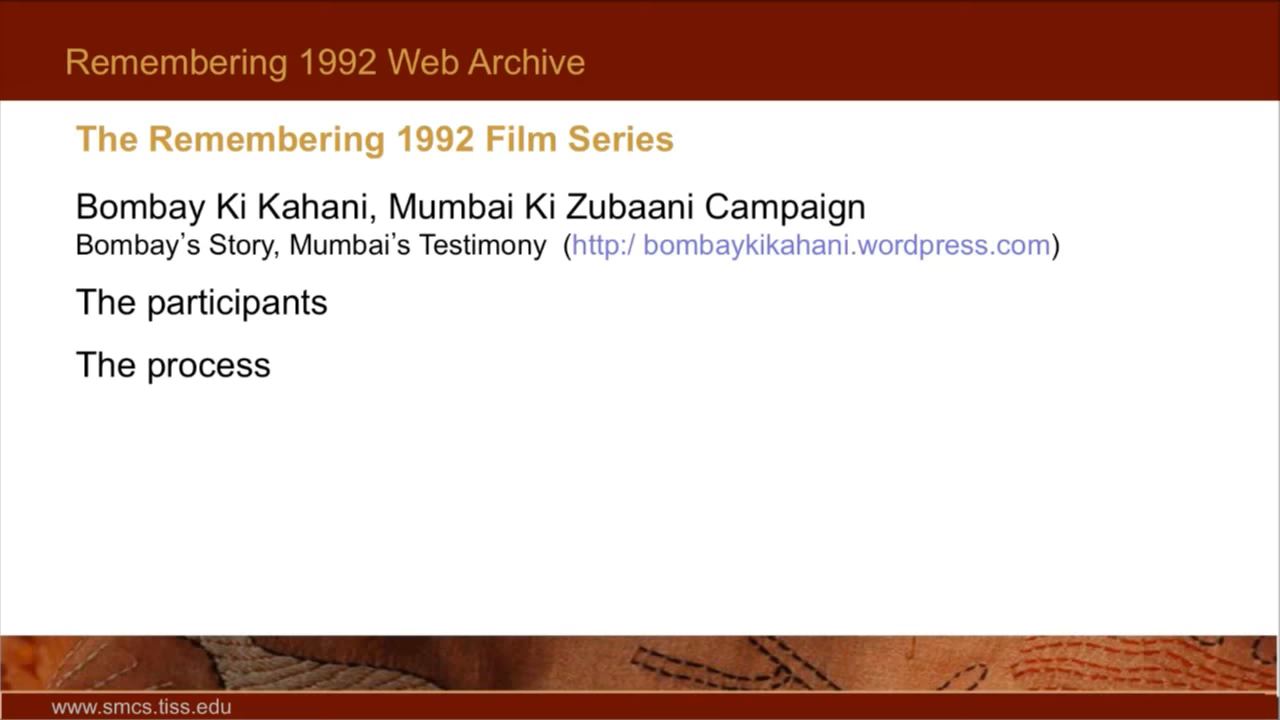 Remembering 1992 Web Archive
The Remembering 1992 Film Series
Bombay Ki Kahani, Mumbai Ki Zubaani Campaign
Bombay’s Story, Mumbai’s Testimony (http:/ bombaykikahani.wordpress.com)
The participants
The process
www.smcs.tiss.edu